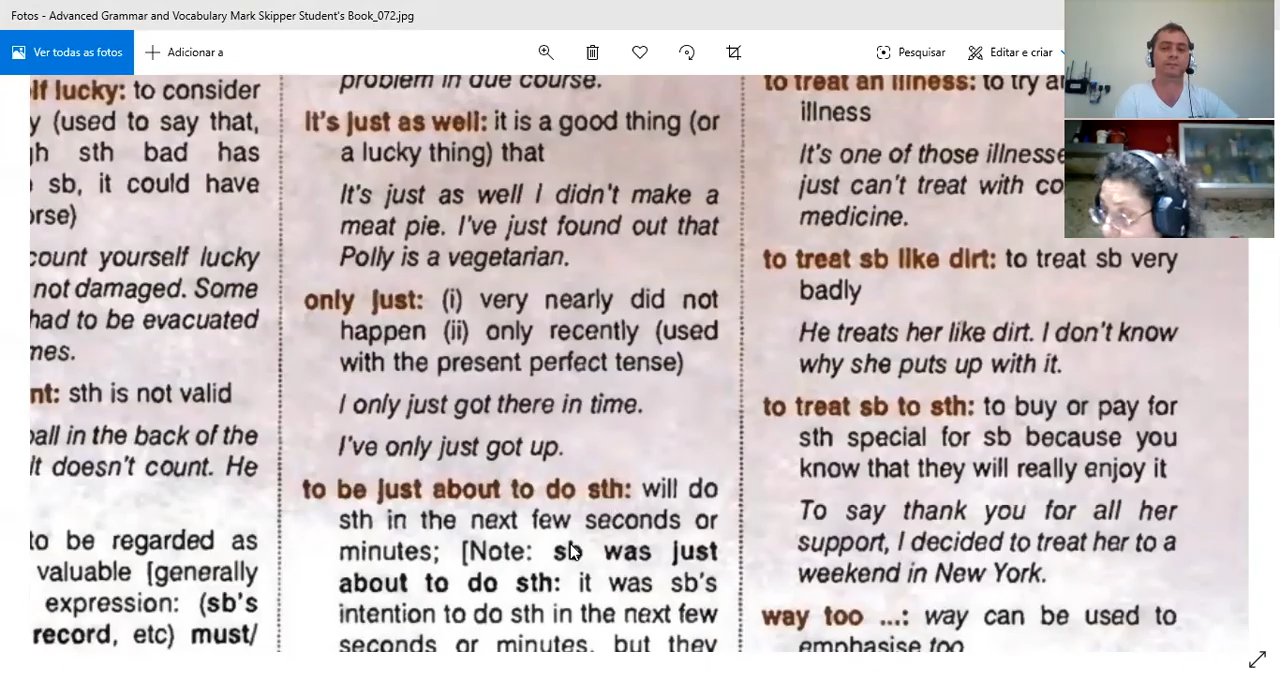 Fotos - Advanced Grammar and Vocabulary Mark Skipper Student's Book_072.jpg
Ver todas as fotos
Adicionar a
Pesquisar
Editar e criar
lf lucky: to consider
y (used to say that,
h sth bad has
sb, it could have
orse)
count yourself lucky
not damaged. Some
had to be evacuated
mes.
nt: sth is not valid
ball in the back of the
it doesn't count. He
to be regarded as
valuable [generally
expression: (sb's
record, etc) must/
problem in due course.
It's just as well: it is a good thing (or
a lucky thing) that
It's just as well I didn't make a
meat pie. I've just found out that
Polly is a vegetarian.
only just: (i) very nearly did not
happen (ii) only recently (used
with the present perfect tense)
I only just got there in time.
I've only just got up.
to be just about to do sth: will do
sth in the next few seconds or
minutes; [Note: sb was just
about to do sth: it was sb's
intention to do sth in the next few
seconds or minutes, but they
to treat an illness: to try a
illness
It's one of those illnesse
just can't treat with co
medicine.
to treat sb like dirt: to treat sb very
badly
He treats her like dirt. I don't know
why she puts up with it.
to treat sb to sth: to buy or pay for
sth special for sb because you
know that they will really enjoy it
To say thank you for all her
support, I decided to treat her to a
weekend in New York.
way too ...: way can be used to
emphasise too